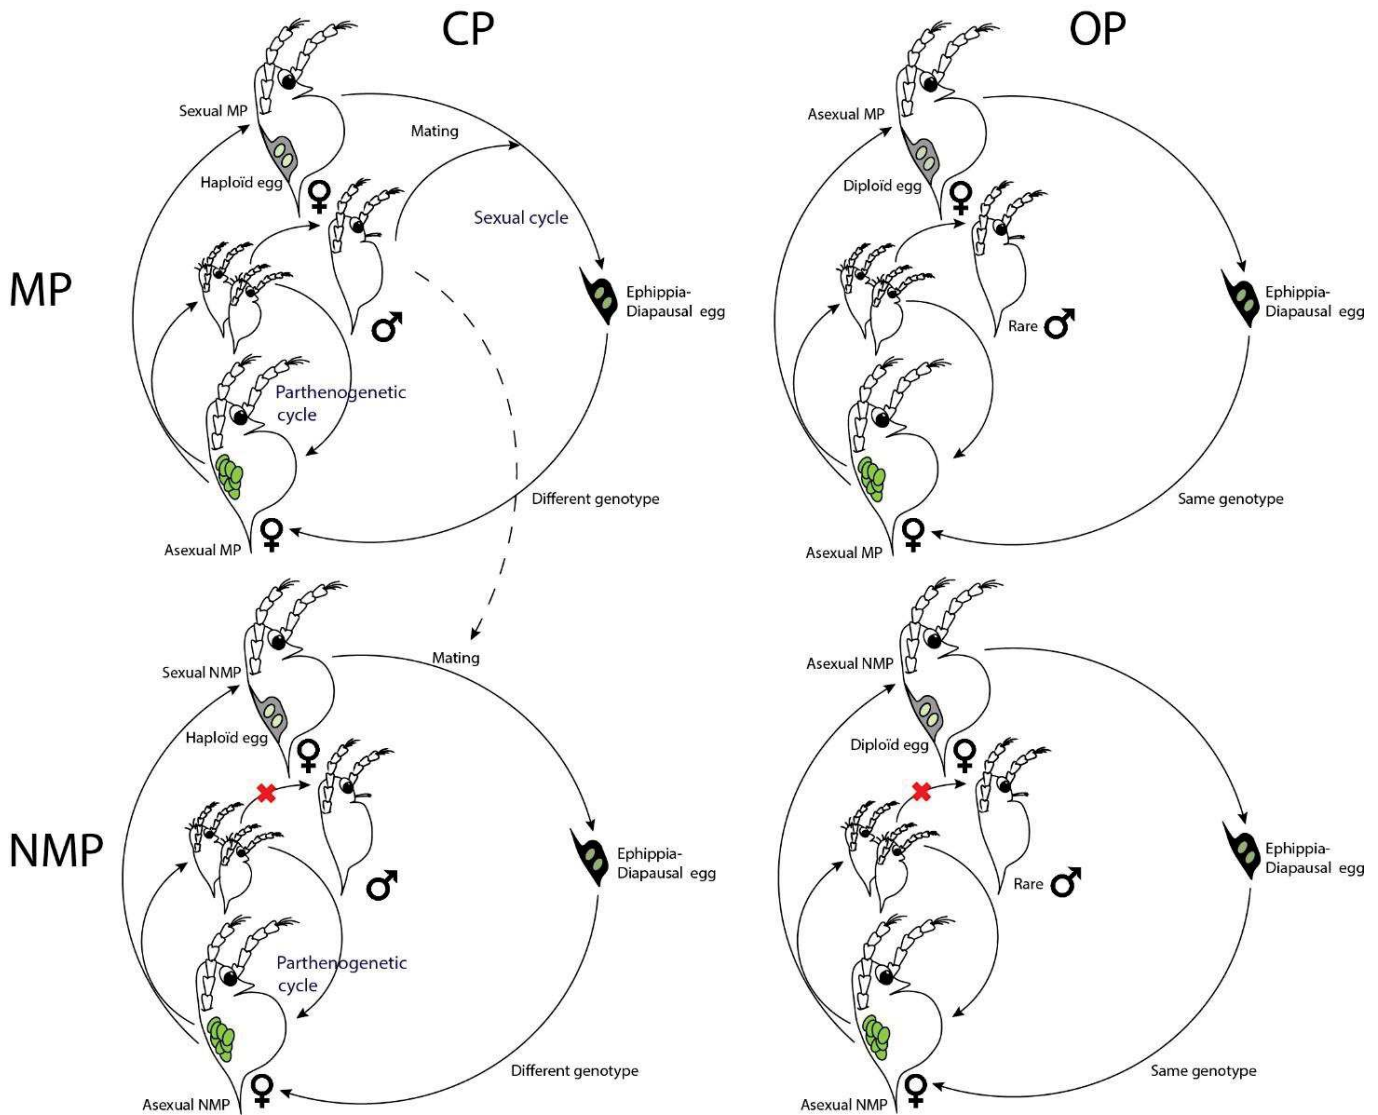 CP
OP
MP
Sexual MP
Mating
Haploïd egg
Sexual cycle
Ephippia-
Diapausal egg
Parthenogenetic
cycle
Different genotype
Asexual MP
Asexual MP
Diploïd egg
Rare
Ephippia-
Diapausal egg
Same genotype
Asexual MP
NMP
Sexual NMP
Mating
Haploïd egg
Ephippia-
Diapausal egg
Parthenogenetic
cycle
Different genotype
Asexual NMP
Asexual NMP
Diploïd egg
Rare
Ephippia-
Diapausal egg
Same genotype
Asexual NMP